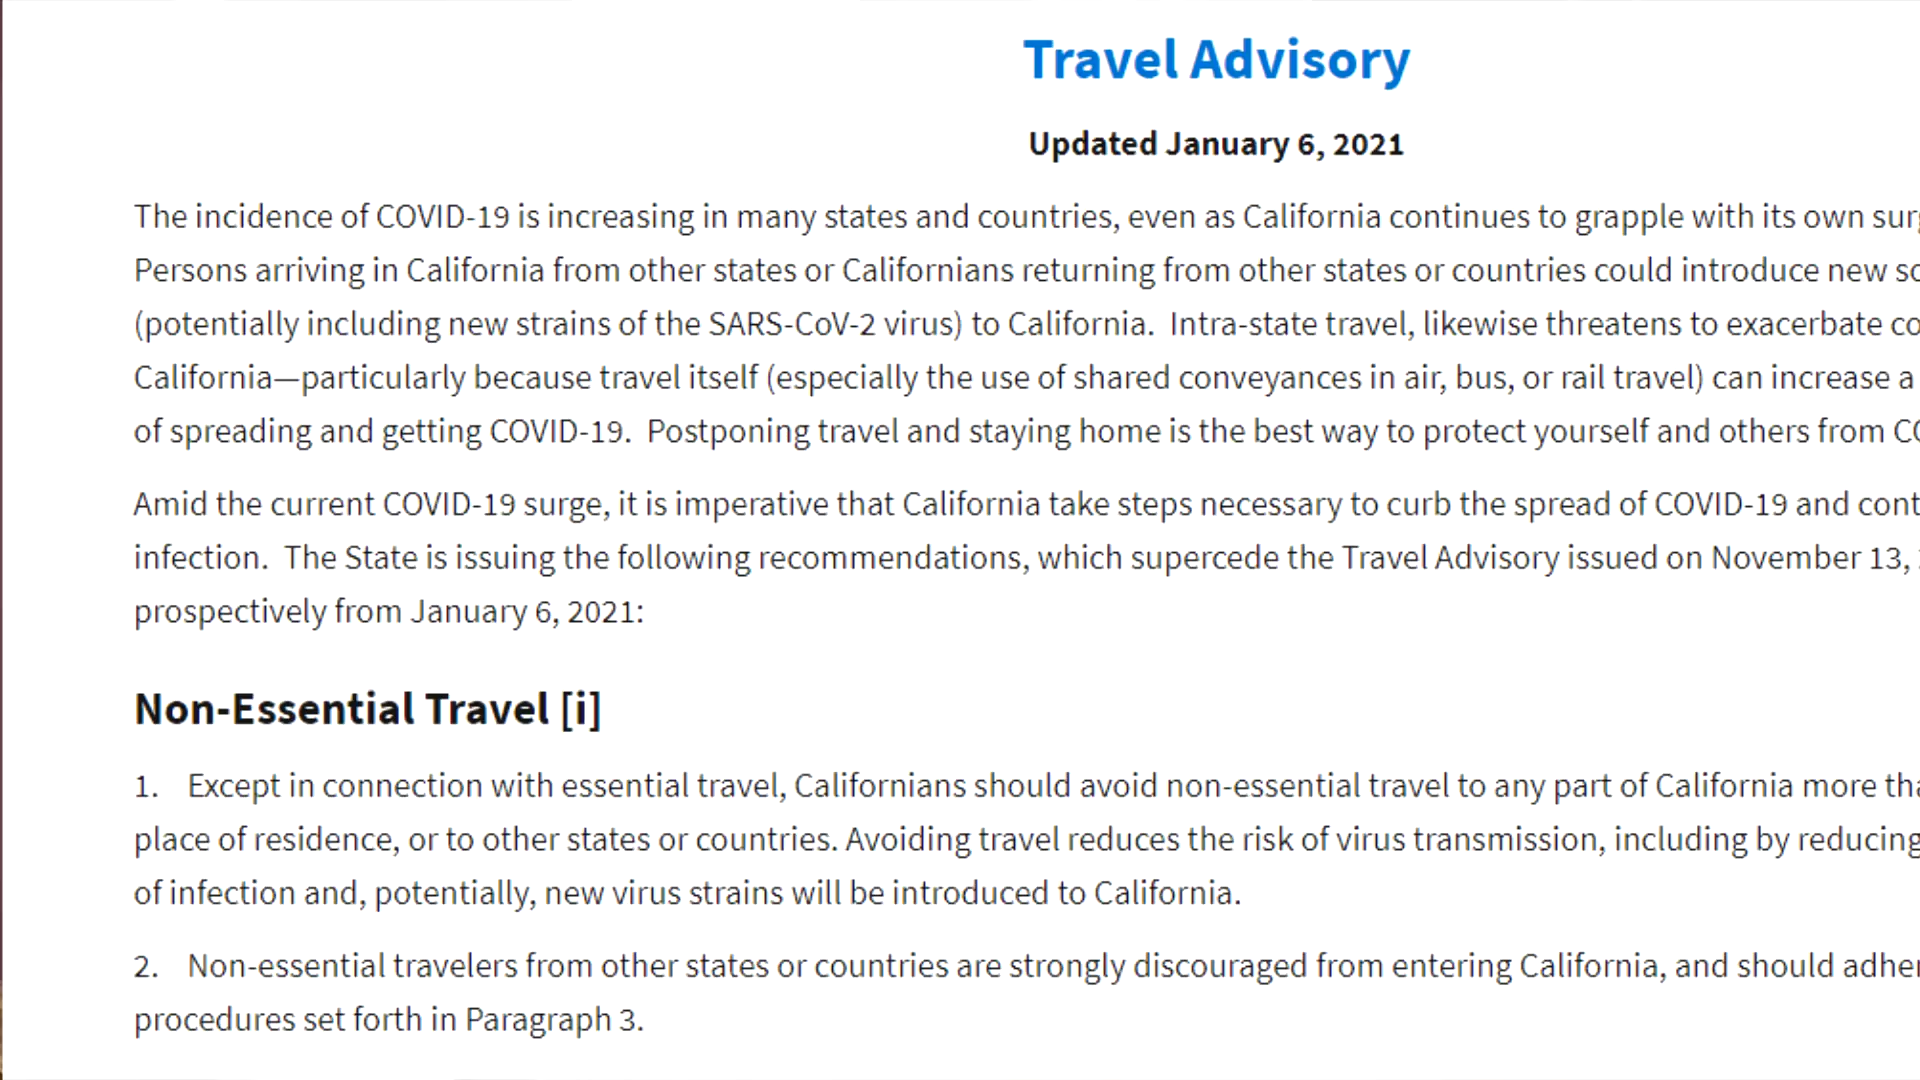 Travel Advisory
Updated January 6, 2021
The incidence of COVID-19 is increasing in many states and countries, even as California continues to grapple with its own
Persons arriving in California from other states or Californians returning from other states or countries could introduce new
(potentially including new strains of the SARS-CoV-2 virus) to California. Intra-state travel, likewise threatens to exacerbate
California—particularly because travel itself (especially the use of shared conveyances in air, bus, or rail travel) can increase a
of spreading and getting COVID-19. Postponing travel and staying home is the best way to protect yourself and others from
Amid the current COVID-19 surge, it is imperative that California take steps necessary to curb the spread of COVID-19 and
infection. The State is issuing the following recommendations, which supercede the Travel Advisory issued on November 13,
prospectively from January 6, 2021:
Non-Essential Travel [i]
1. Except in connection with essential travel, Californians should avoid non-essential travel to any part of California more
place of residence, or to other states or countries. Avoiding travel reduces the risk of virus transmission, including by reducing
of infection and, potentially, new virus strains will be introduced to California.
2. Non-essential travelers from other states or countries are strongly discouraged from entering California, and should
procedures set forth in Paragraph 3.